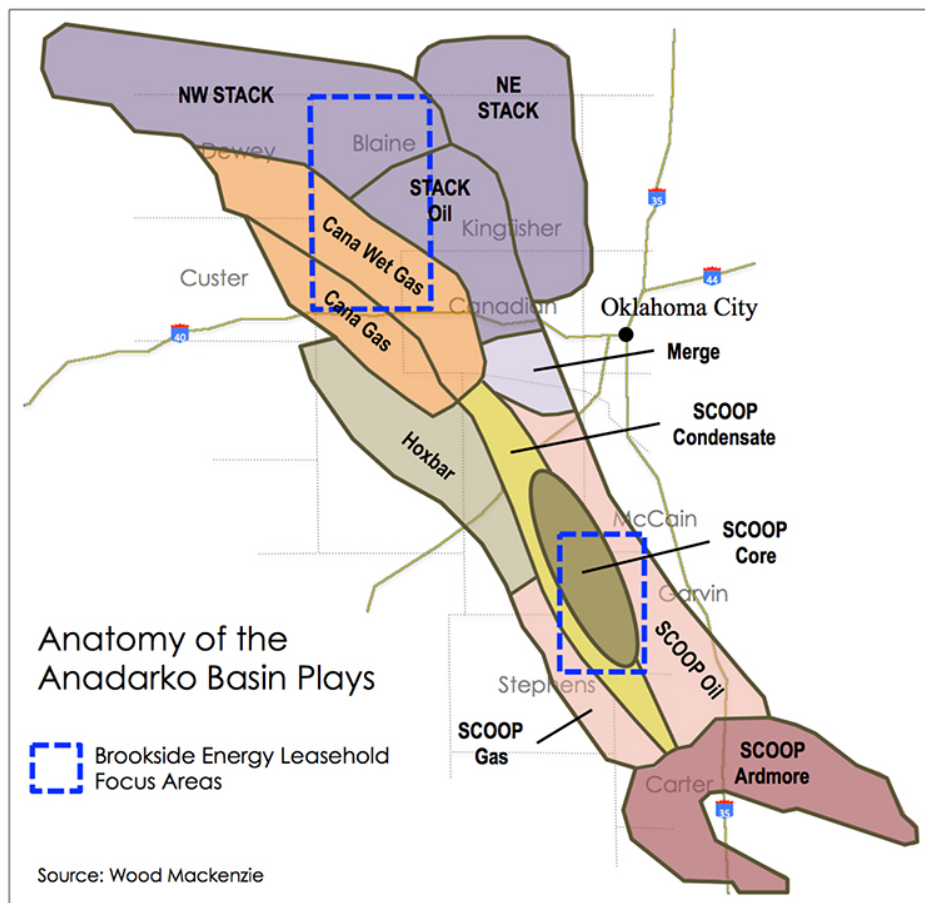 NW STACK
NE
STACK
Dewey
Blaine
STACK
Oil
Kingfisher
35
Cana Wet Gas
Custer
44
Cana Gas
Canadian
Oklahoma City
40
Merge
SCOOP
Condensate
Hoxbar
McCain
SCOOP
Core
Garvin
Anatomy of the
Anadarko Basin Plays
SCOOP Oil
Stephens
SCOOP
Gas
Brookside Energy Leasehold
Focus Areas
SCOOP
Ardmore
Carter
35
Source: Wood Mackenzie